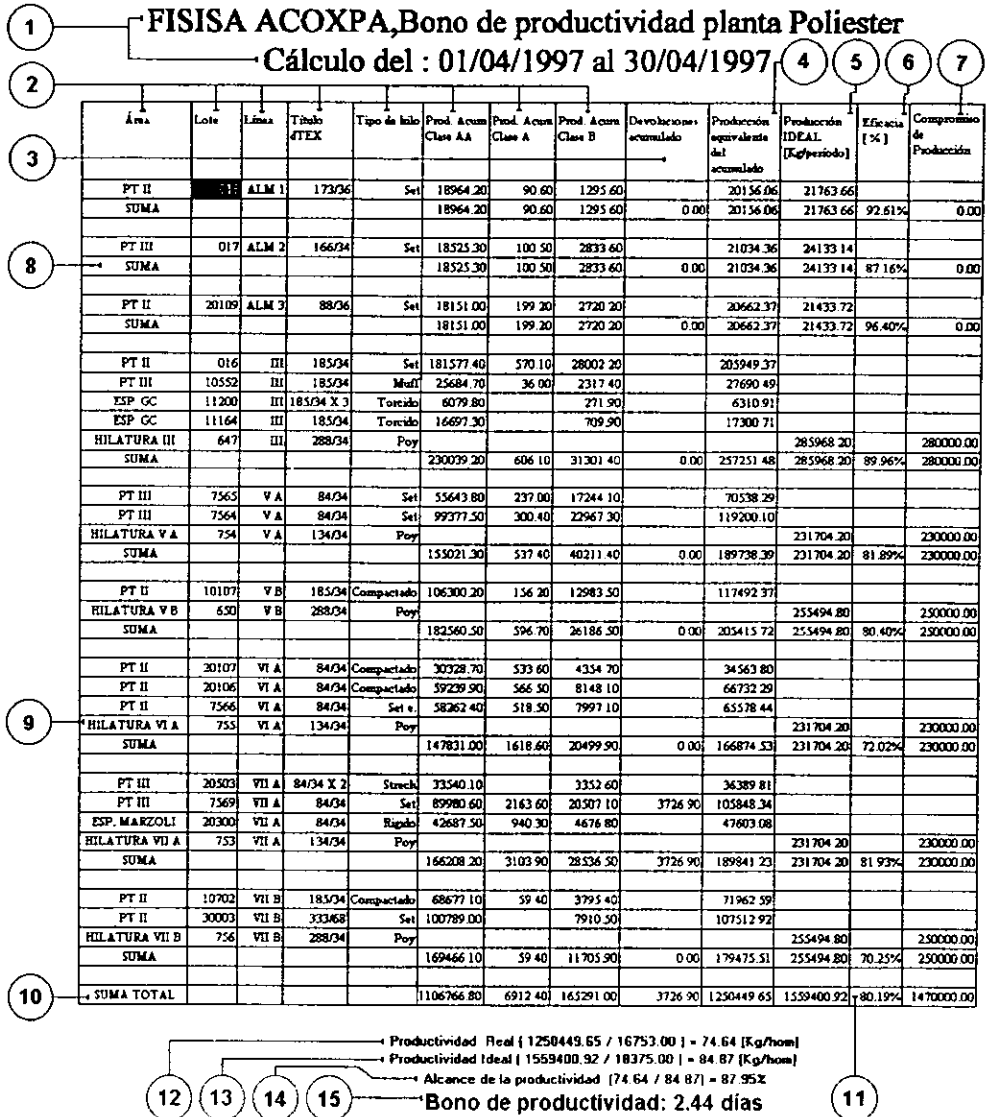 FISISA ACOXPA,Bono de productividad planta Poliester
Cálculo del : 01/04/1997 al 30/04/1997
1
2
3
4
5
6
7
Área Lote Línea Título dTEX Tipo de hilo Prod. Acum Clase AA Prod. Acum Clase A Prod. Acum Clase B Devoluciones acumulado Producción equivalente del acumulado Producción IDEAL [Kg/periodo] Eficacia [%] Compromiso de Producción
PT II ALM 1 173/36 Set 18964.20 90.60 1295.60 20156.06 21763.66
SUMA 18964.20 90.60 1295.60 0.00 20156.06 21763.66 92.61% 0.00
PT III 017 ALM 2 166/34 Set 18525.30 100.50 2833.60 21034.36 24133.14
8
SUMA 18525.30 100.50 2833.60 0.00 21034.36 24133.14 87.16% 0.00
PT II 20109 ALM 3 88/36 Set 18151.00 199.20 2720.20 20662.37 21433.72
SUMA 18151.00 199.20 2720.20 0.00 20662.37 21433.72 96.40% 0.00
PT II 016 III 185/34 Set 181577.40 570.10 28002.20 205949.37
PT III 10552 III 185/34 Muff 25684.70 36.00 2317.40 27690.49
ESP GC 11200 III 185/34 X 3 Torcido 6079.80 271.90 6310.91
ESP GC 11164 III 185/34 Torcido 16697.30 709.90 17300.71
HILATURA III 647 III 288/34 Poy 285968.20 280000.00
SUMA 230039.20 606.10 31301.40 0.00 257251.48 285968.20 89.96% 280000.00
PT III 7565 V A 84/34 Set 55643.80 237.00 17244.10 70538.29
PT III 7564 V A 84/34 Set 99377.50 300.40 22967.30 119200.10
HILATURA V A 754 V A 134/34 Poy 231704.20 230000.00
SUMA 155021.30 537.40 40211.40 0.00 189738.39 231704.20 81.89% 230000.00
PT II 10107 V B 185/34 Compactado 106300.20 156.20 12983.50 117492.37
HILATURA V B 650 V B 288/34 Poy 255494.80 250000.00
SUMA 182560.50 596.70 26186.50 0.00 205415.72 255494.80 80.40% 250000.00
PT II 20107 VI A 84/34 Compactado 30328.70 533.60 4354.70 34563.80
PT II 20106 VI A 84/34 Compactado 59239.90 566.50 8148.10 66732.29
PT II 7566 VI A 84/34 Set e. 58262.40 518.50 7997.10 65578.44
9
HILATURA VI A 755 VI A 134/34 Poy 231704.20 230000.00
SUMA 147831.00 1618.60 20499.90 0.00 166874.53 231704.20 72.02% 230000.00
PT III 20503 VII A 84/34 X 2 Strech 33540.10 3352.60 36389.81
PT III 7569 VII A 84/34 Set 89980.60 2163.60 20507.10 3726.90 105848.34
ESP. MARZOLI 20300 VII A 84/34 Rigido 42687.50 940.30 4676.80 47603.08
HILATURA VII A 753 VII A 134/34 Poy 231704.20 230000.00
SUMA 166208.20 3103.90 28536.50 3726.90 189841.23 231704.20 81.93% 230000.00
PT II 10702 VII B 185/34 Compactado 68677.10 59.40 3795.40 71962.59
PT II 30003 VII B 333/68 Set 100789.00 7910.50 107512.92
HILATURA VII B 756 VII B 288/34 Poy 255494.80 250000.00
SUMA 169466.10 59.40 11705.90 0.00 179475.51 255494.80 70.25% 250000.00
10
SUMA TOTAL 1106766.80 6912.40 165291.00 3726.90 1250449.65 1559400.92 80.19% 1470000.00
Productividad Real [ 1250449.65 / 16753.00 ] = 74.64 [Kg/hom]
Productividad Ideal [ 1559400.92 / 18375.00 ] = 84.87 [Kg/hom]
Alcance de la productividad [74.64 / 84.87] = 87.95%
Bono de productividad: 2.44 días
12
13
14
15
11